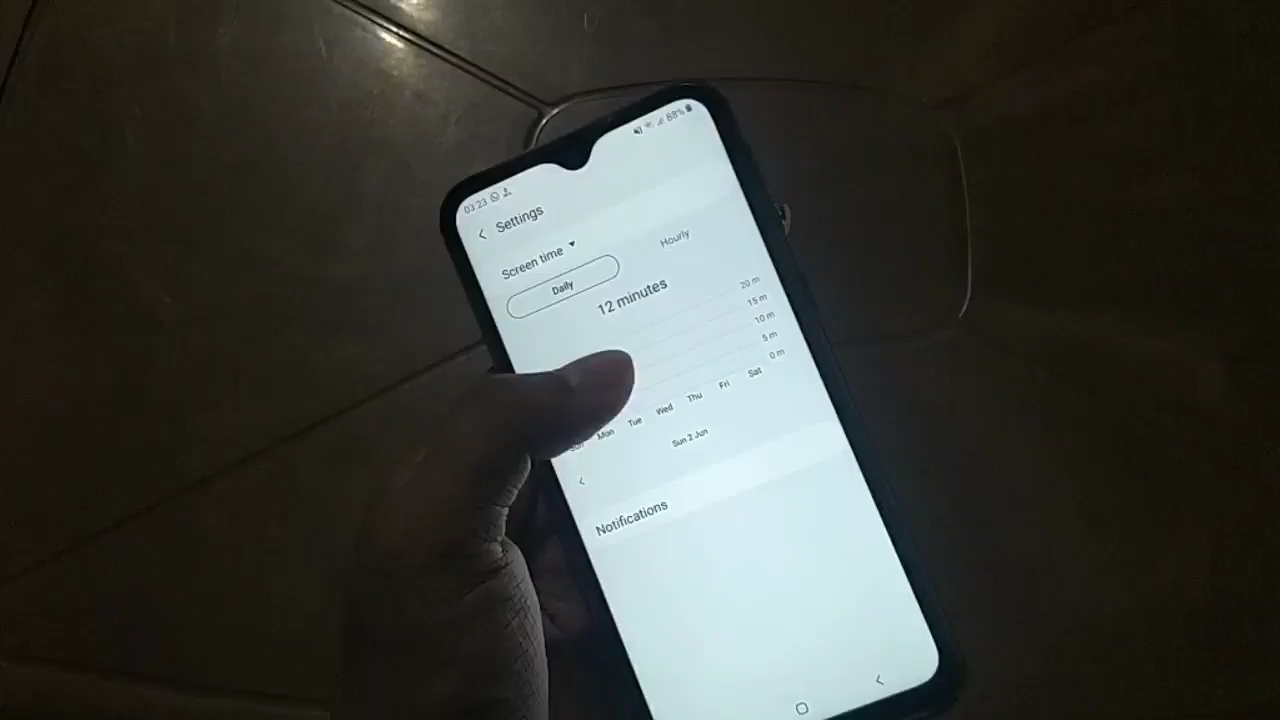 03:23
88%
Settings
Screen time
Daily
Hourly
12 minutes
20 m
15 m
10 m
5 m
0 m
Sun Mon Tue Wed Thu Fri Sat
Sun 2 Jun
Notifications